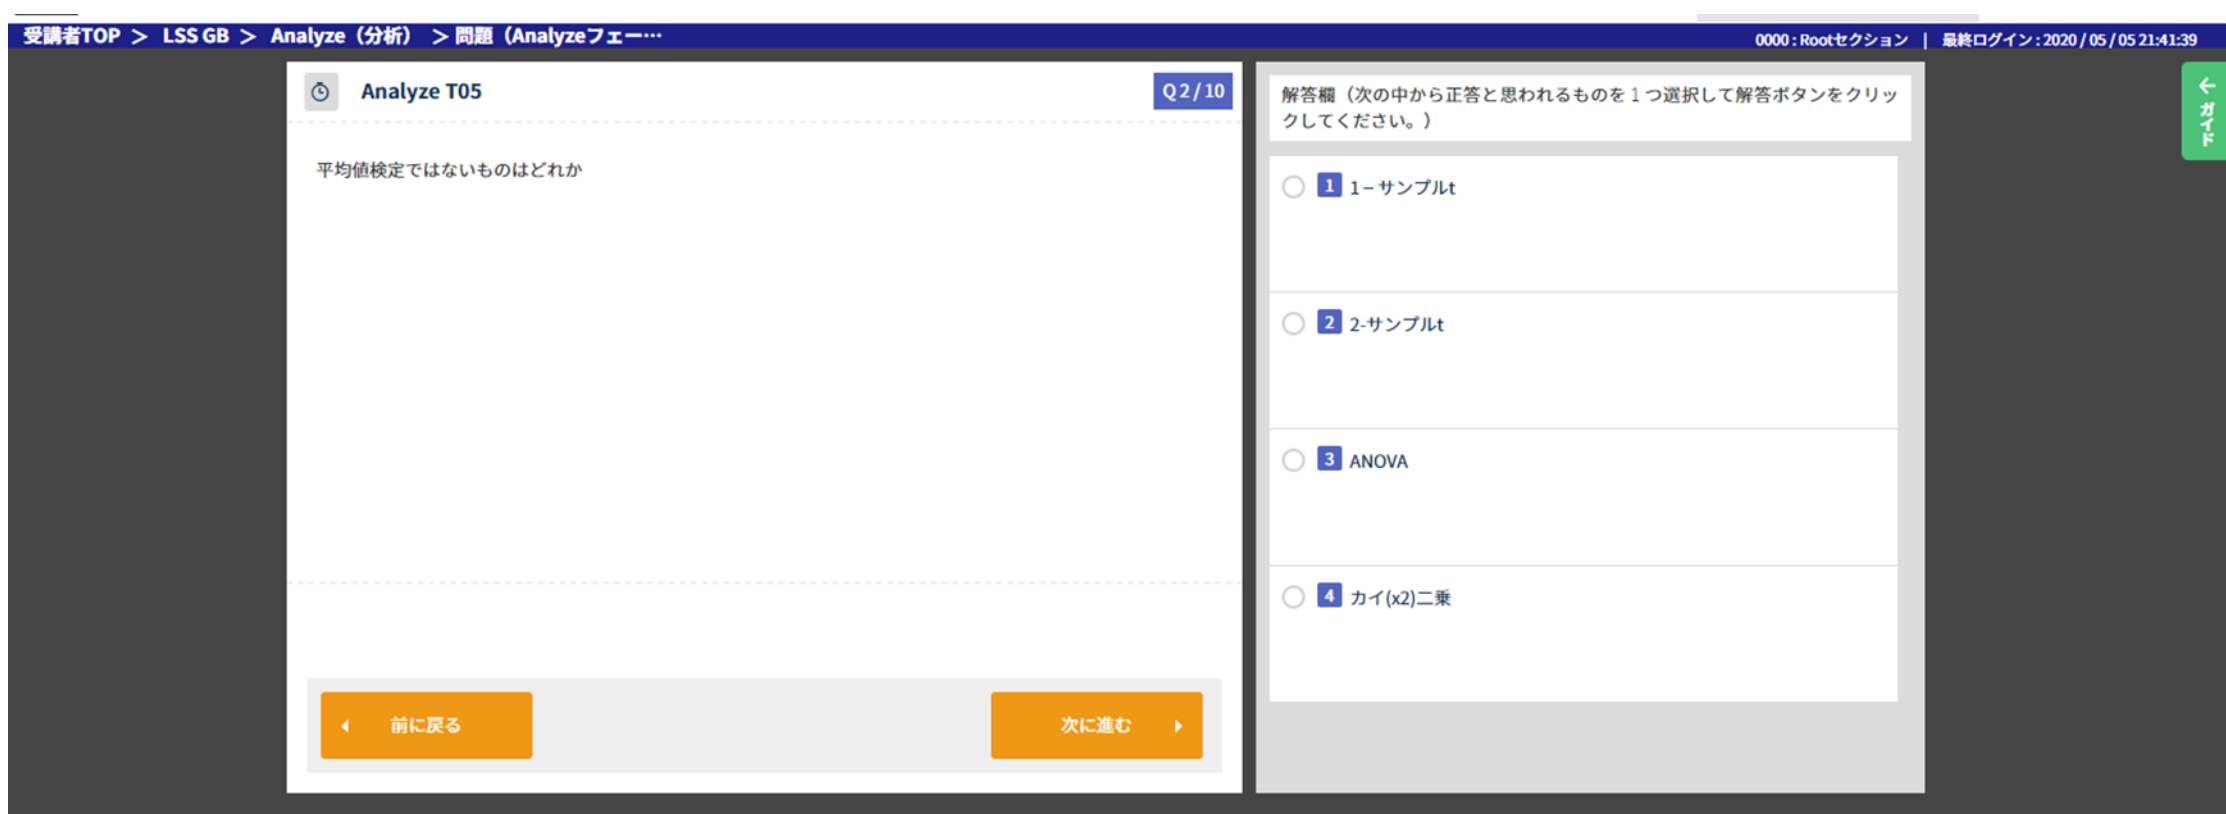 受講者TOP ＞ LSS GB ＞ Analyze（分析） ＞問題（Analyzeフェー…
0000 : Rootセクション | 最終ログイン : 2020 / 05 / 05 21:41:39
Analyze T05
Q 2 / 10
平均値検定ではないものはどれか
前に戻る
次に進む
解答欄（次の中から正答と思われるものを１つ選択して解答ボタンをクリッ
クしてください。）
1 1－サンプルt
2 2-サンプルt
3 ANOVA
4 カイ(x2)二乗
← ガイド